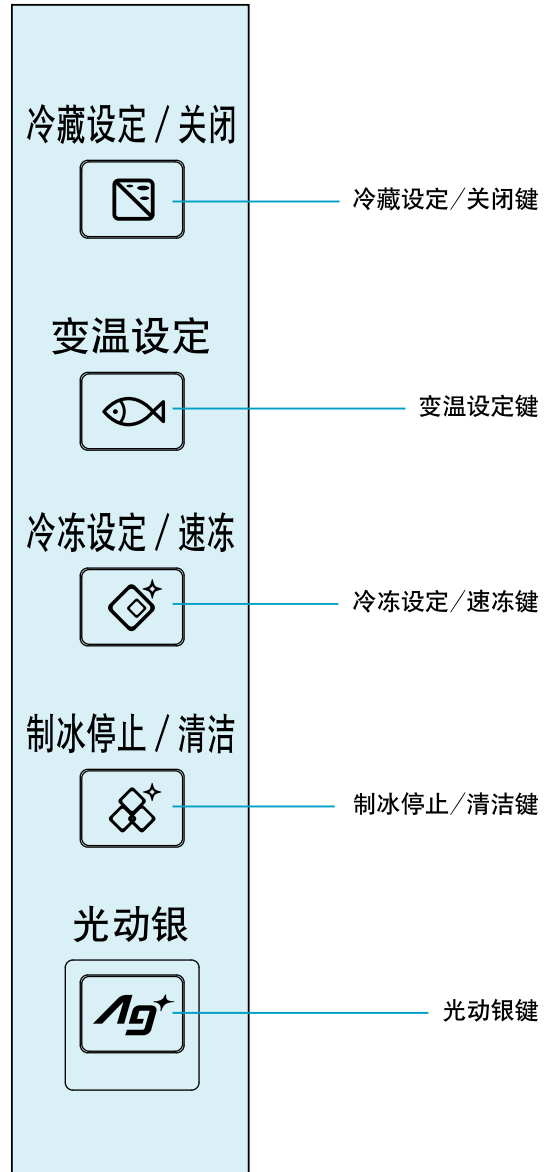 冷藏设定 / 关闭
冷藏设定/关闭键
变温设定
变温设定键
冷冻设定 / 速冻
冷冻设定/速冻键
制冰停止 / 清洁
制冰停止/清洁键
光动银
Ag
光动银键